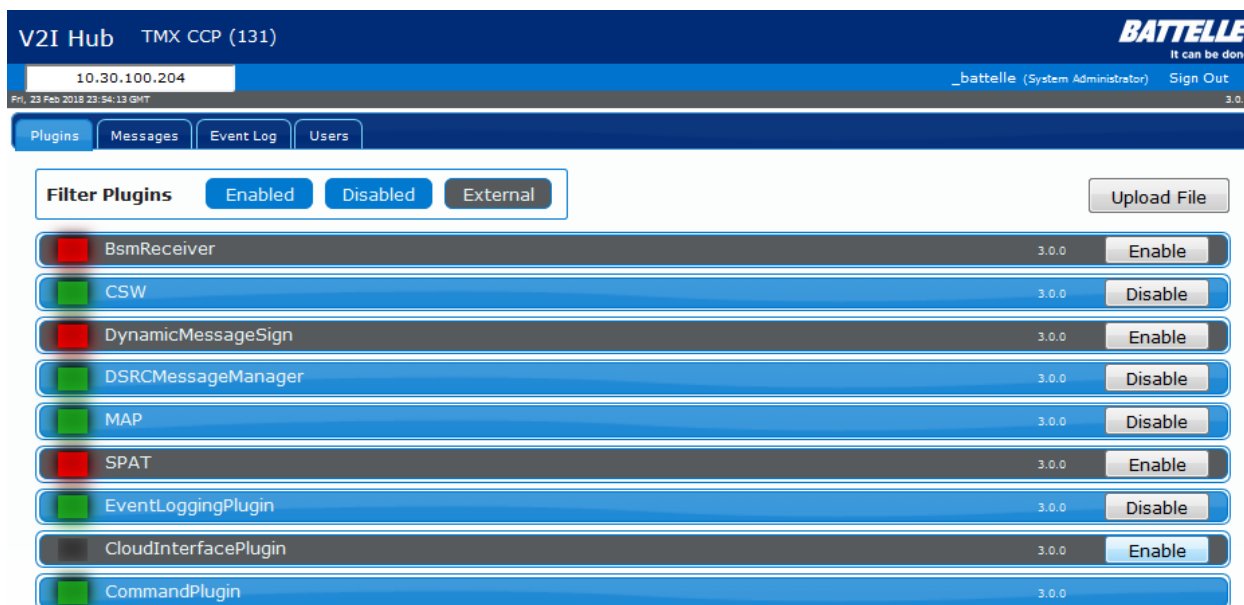 V2I Hub TMX CCP (131) BATTELLE
It can be don
10.30.100.204 _battelle (System Administrator) Sign Out
Fri, 23 Feb 2018 23:54:13 GMT 3.0.
Plugins Messages Event Log Users
Filter Plugins Enabled Disabled External Upload File
BsmReceiver 3.0.0 Enable
CSW 3.0.0 Disable
DynamicMessageSign 3.0.0 Enable
DSRCMessageManager 3.0.0 Disable
MAP 3.0.0 Disable
SPAT 3.0.0 Enable
EventLoggingPlugin 3.0.0 Disable
CloudInterfacePlugin 3.0.0 Enable
CommandPlugin 3.0.0